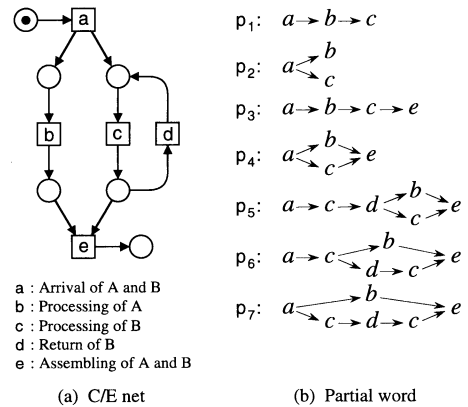 a
b
c
d
e
a : Arrival of A and B
b : Processing of A
c : Processing of B
d : Return of B
e : Assembling of A and B
(a) C/E net
p1: a→b→c
p2: a b
c
p3: a→b→c→e
p4: a b e
c
p5: a→c→d b e
c
p6: a→c b e
d→c
p7: a b e
c→d→c
(b) Partial word